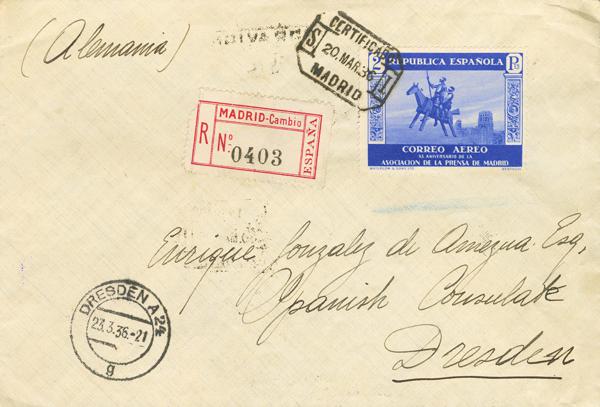 (Alemania)
CERTIFICADO
20.MAR.36
MADRID
2 REPUBLICA ESPAÑOLA Ps
CORREO AEREO
XL ANIVERSARIO DE LA
ASOCIACION DE LA PRENSA DE MADRID
MADRID-Cambio
R Nº 0403
ESPAÑA
Enrique Gonzalez de Amezua Esq,
Spanish Consulate
Dresden
DRESDEN A 24
23.3.36.-21
g